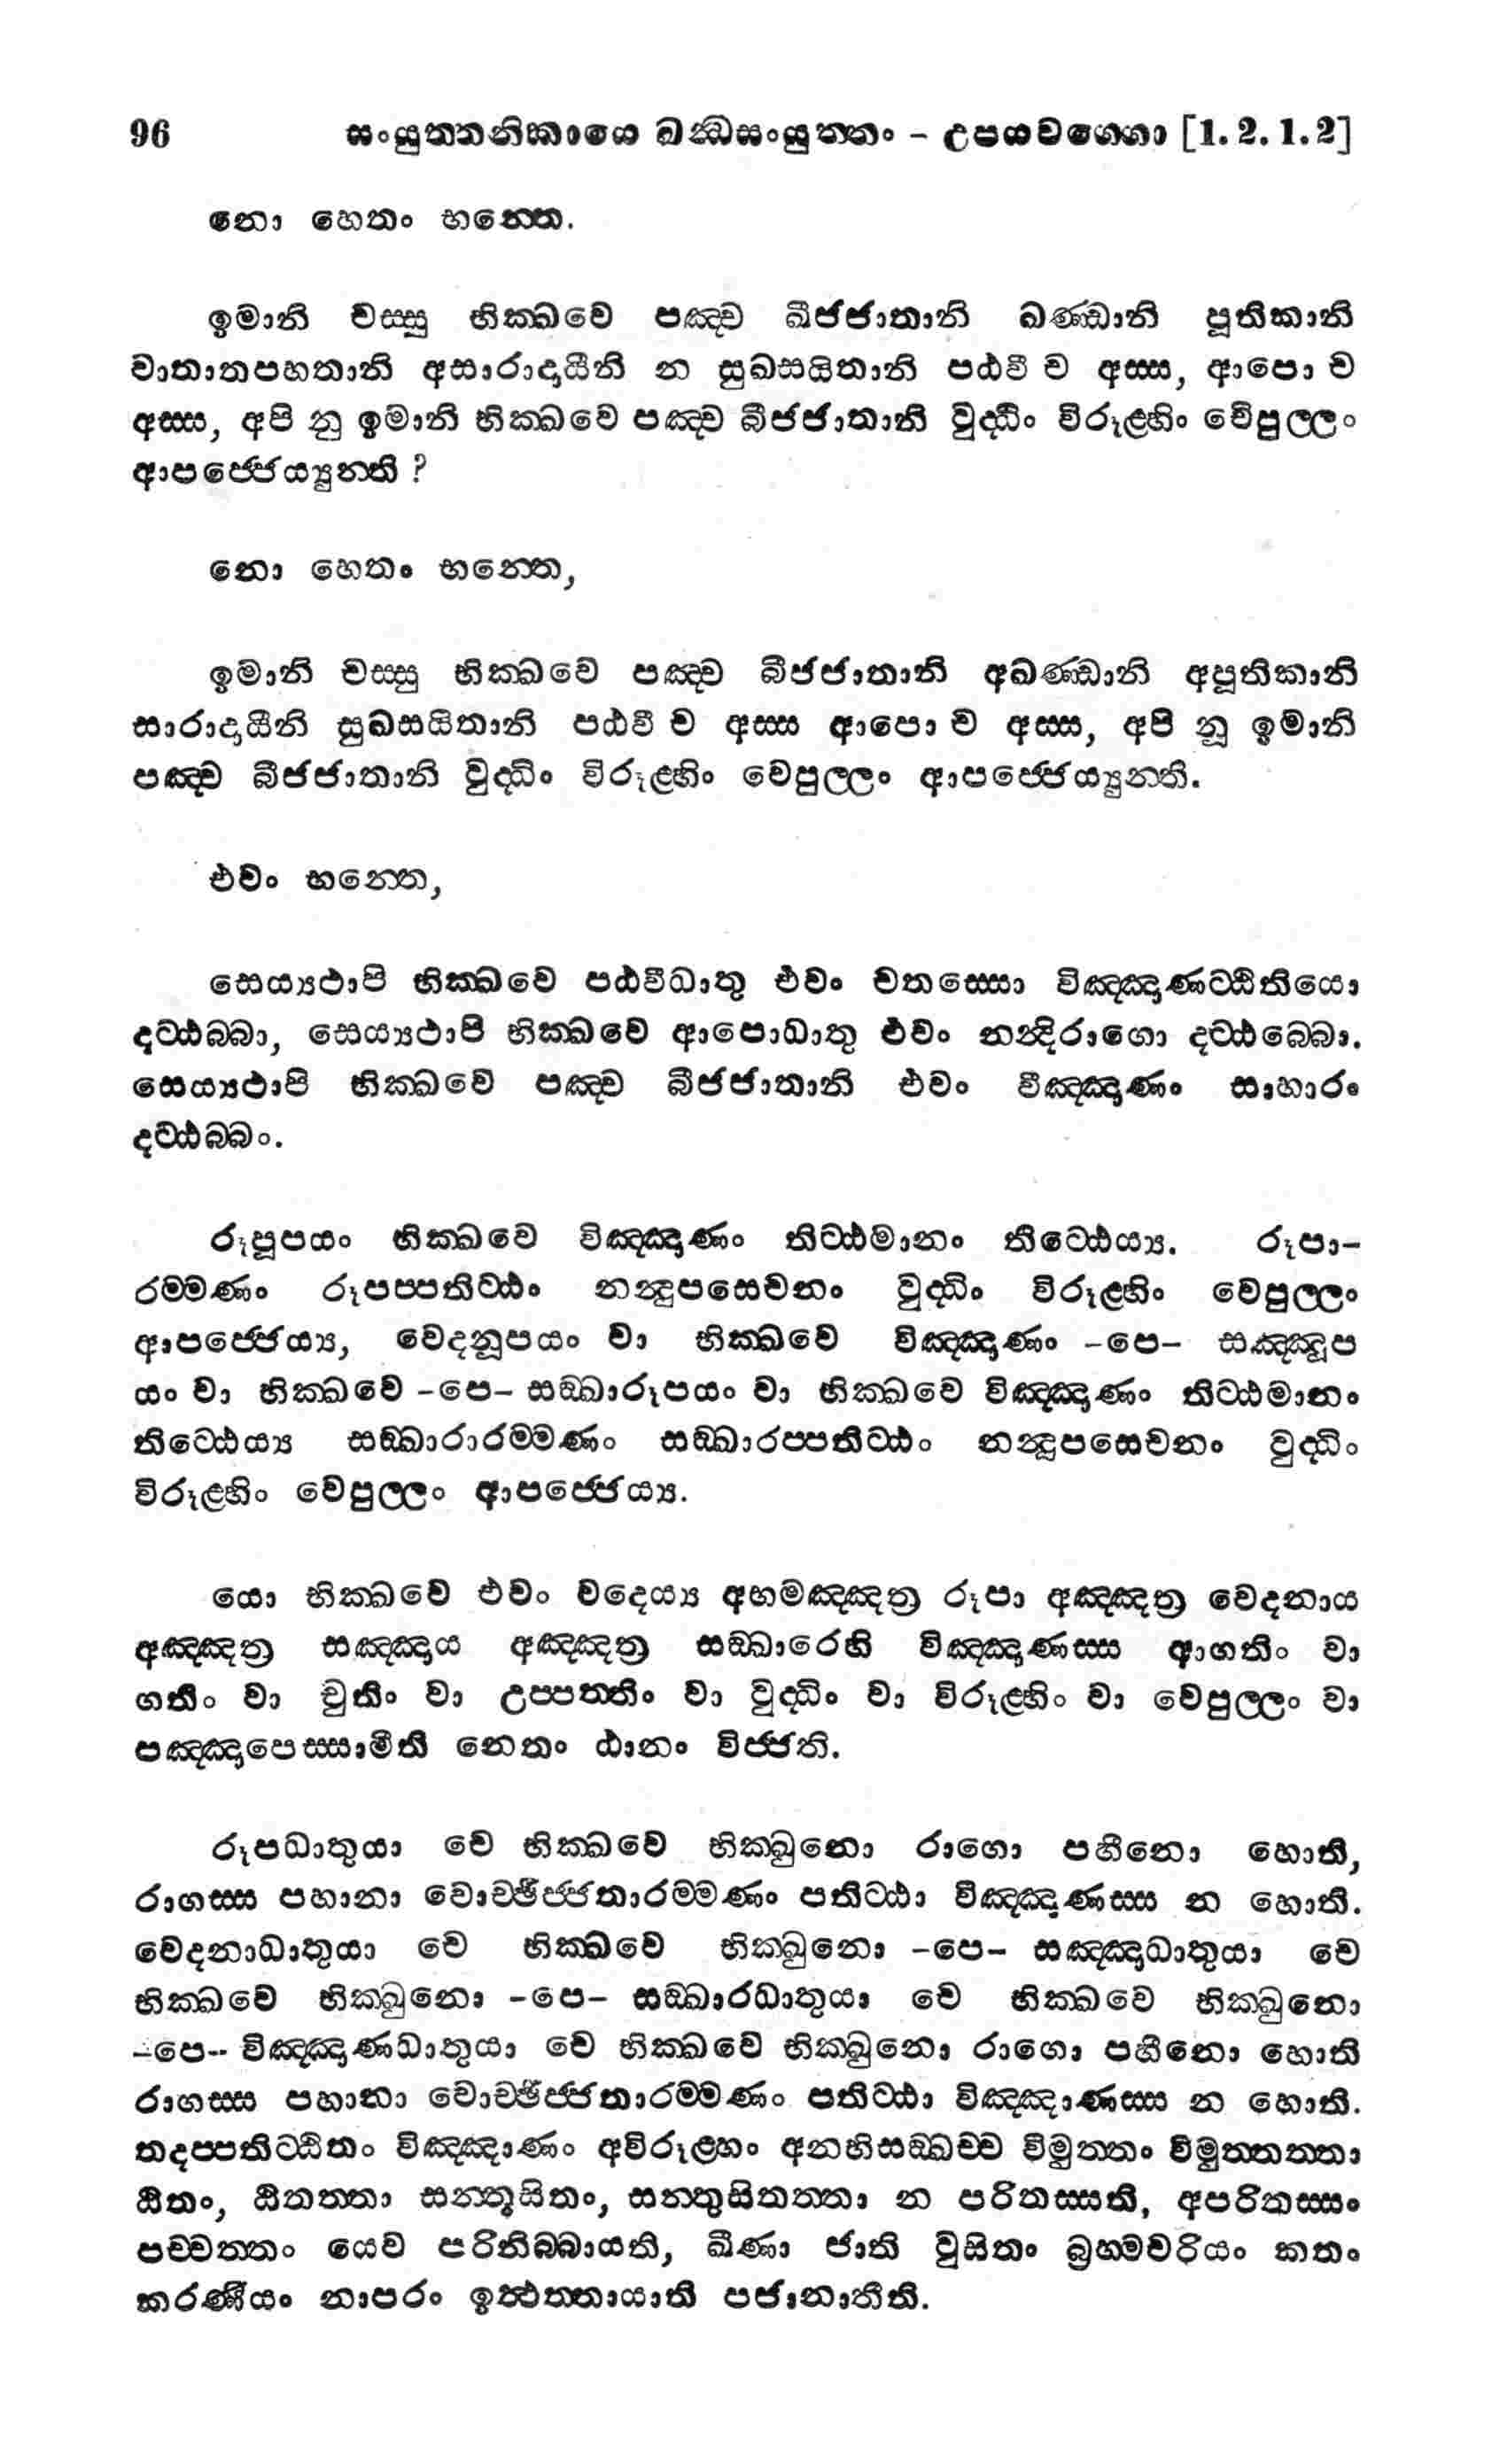 96 සංයුත්තනිකායෙ ඛන්ධසංයුත්තං - උපයවග්ගො [1. 2. 1. 2]
නො හෙතං භන්තෙ.
ඉමානි චස්සු භික්ඛවෙ පඤ්ච බීජජාතානි ඛණ්ඩානි පූතිකානි
වාතාතපහතානි අසාරාදායීනි න සුඛසයිතානි පඨවී ච අස්ස, ආපො ච
අස්ස, අපි නු ඉමානි භික්ඛවෙ පඤ්ච බීජජාතානි වුද්ධිං විරූළ්හිං වෙපුල්ලං
ආපජ්ජෙය්‍යුන්ති ?
නො හෙතං භන්තෙ,
ඉමානි චස්සු භික්ඛවෙ පඤ්ච බීජජාතානි අඛණ්ඩානි අපූතිකානි
සාරාදායීනි සුඛසයිතානි පඨවී ච අස්ස ආපො ච අස්ස, අපි නූ ඉමානි
පඤ්ච බීජජාතානි වුද්ධිං විරූළ්හිං වෙපුල්ලං ආපජ්ජෙය්‍යුන්ති.
එවං භන්තෙ,
සෙය්‍යථාපි භික්ඛවෙ පඨවීධාතු එවං චතස්සො විඤ්ඤාණට්ඨිතියො
දට්ඨබ්බා, සෙය්‍යථාපි භික්ඛවෙ ආපොධාතු එවං නන්දිරාගො දට්ඨබ්බො.
සෙය්‍යථාපි භික්ඛවෙ පඤ්ච බීජජාතානි එවං වීඤ්ඤාණං සාහාරං
දට්ඨබ්බං.
රූපූපයං භික්ඛවෙ විඤ්ඤාණං තිට්ඨමානං තිට්ඨෙය්‍ය. රූපා-
රම්මණං රූපප්පතිට්ඨං නන්දුපසෙචනං වුද්ධිං විරූළ්හිං වෙපුල්ලං
ආපජ්ජෙය්‍ය, වෙදනූපයං වා භික්ඛවෙ විඤ්ඤාණං -පෙ- සඤ්ඤූප
යං වා භික්ඛවෙ -පෙ- සඞ්ඛාරූපයං වා භික්ඛවෙ විඤ්ඤාණං තිට්ඨමානං
තිට්ඨෙය්‍ය සඞ්ඛාරාරම්මණං සඞ්ඛාරප්පතිට්ඨං නන්දූපසෙචනං වුද්ධිං
විරූළ්හිං වෙපුල්ලං ආපජ්ජෙය්‍ය.
යො භික්ඛවෙ එවං වදෙය්‍ය අහමඤ්ඤත්‍ර රූපා අඤ්ඤත්‍ර වෙදනාය
අඤ්ඤත්‍ර සඤ්ඤාය අඤ්ඤත්‍ර සඞ්ඛාරෙහි විඤ්ඤාණස්ස ආගතිං වා
ගතිං වා චුතිං වා උප්පත්තිං වා වුද්ධිං වා විරූළ්හිං වා වෙපුල්ලං වා
පඤ්ඤාපෙස්සාමීති නෙතං ඨානං විජ්ජති.
රූපධාතුයා චෙ භික්ඛවෙ භික්ඛුනො රාගො පහීනො හොති,
රාගස්ස පහානා වොච්ඡිජ්ජතාරම්මණං පතිට්ඨා විඤ්ඤාණස්ස න හොති.
වෙදනාධාතුයා චෙ භික්ඛවෙ භික්ඛුනො -පෙ- සඤ්ඤාධාතුයා චෙ
භික්ඛවෙ භික්ඛුනො -පෙ- සඞ්ඛාරධාතුයා චෙ භික්ඛවෙ භික්ඛුනො
-පෙ- විඤ්ඤාණධාතුයා චෙ භික්ඛවෙ භික්ඛුනො රාගො පහීනො හොති
රාගස්ස පහානා වොච්ඡිජ්ජතාරම්මණං පතිට්ඨා විඤ්ඤාණස්ස න හොති.
තදප්පතිට්ඨිතං විඤ්ඤාණං අවිරූළ්හං අනභිසඞ්ඛච්ච විමුත්තං විමුත්තත්තා
ඨිතං, ඨිතත්තා සන්තුසිතං, සන්තුසිතත්තා න පරිතස්සති, අපරිතස්සං
පච්චත්තං යෙව පරිනිබ්බායති, ඛීණා ජාති වුසිතං බ්‍රහ්මචරියං කතං
කරණීයං නාපරං ඉත්ථත්තායාති පජානාතීති.